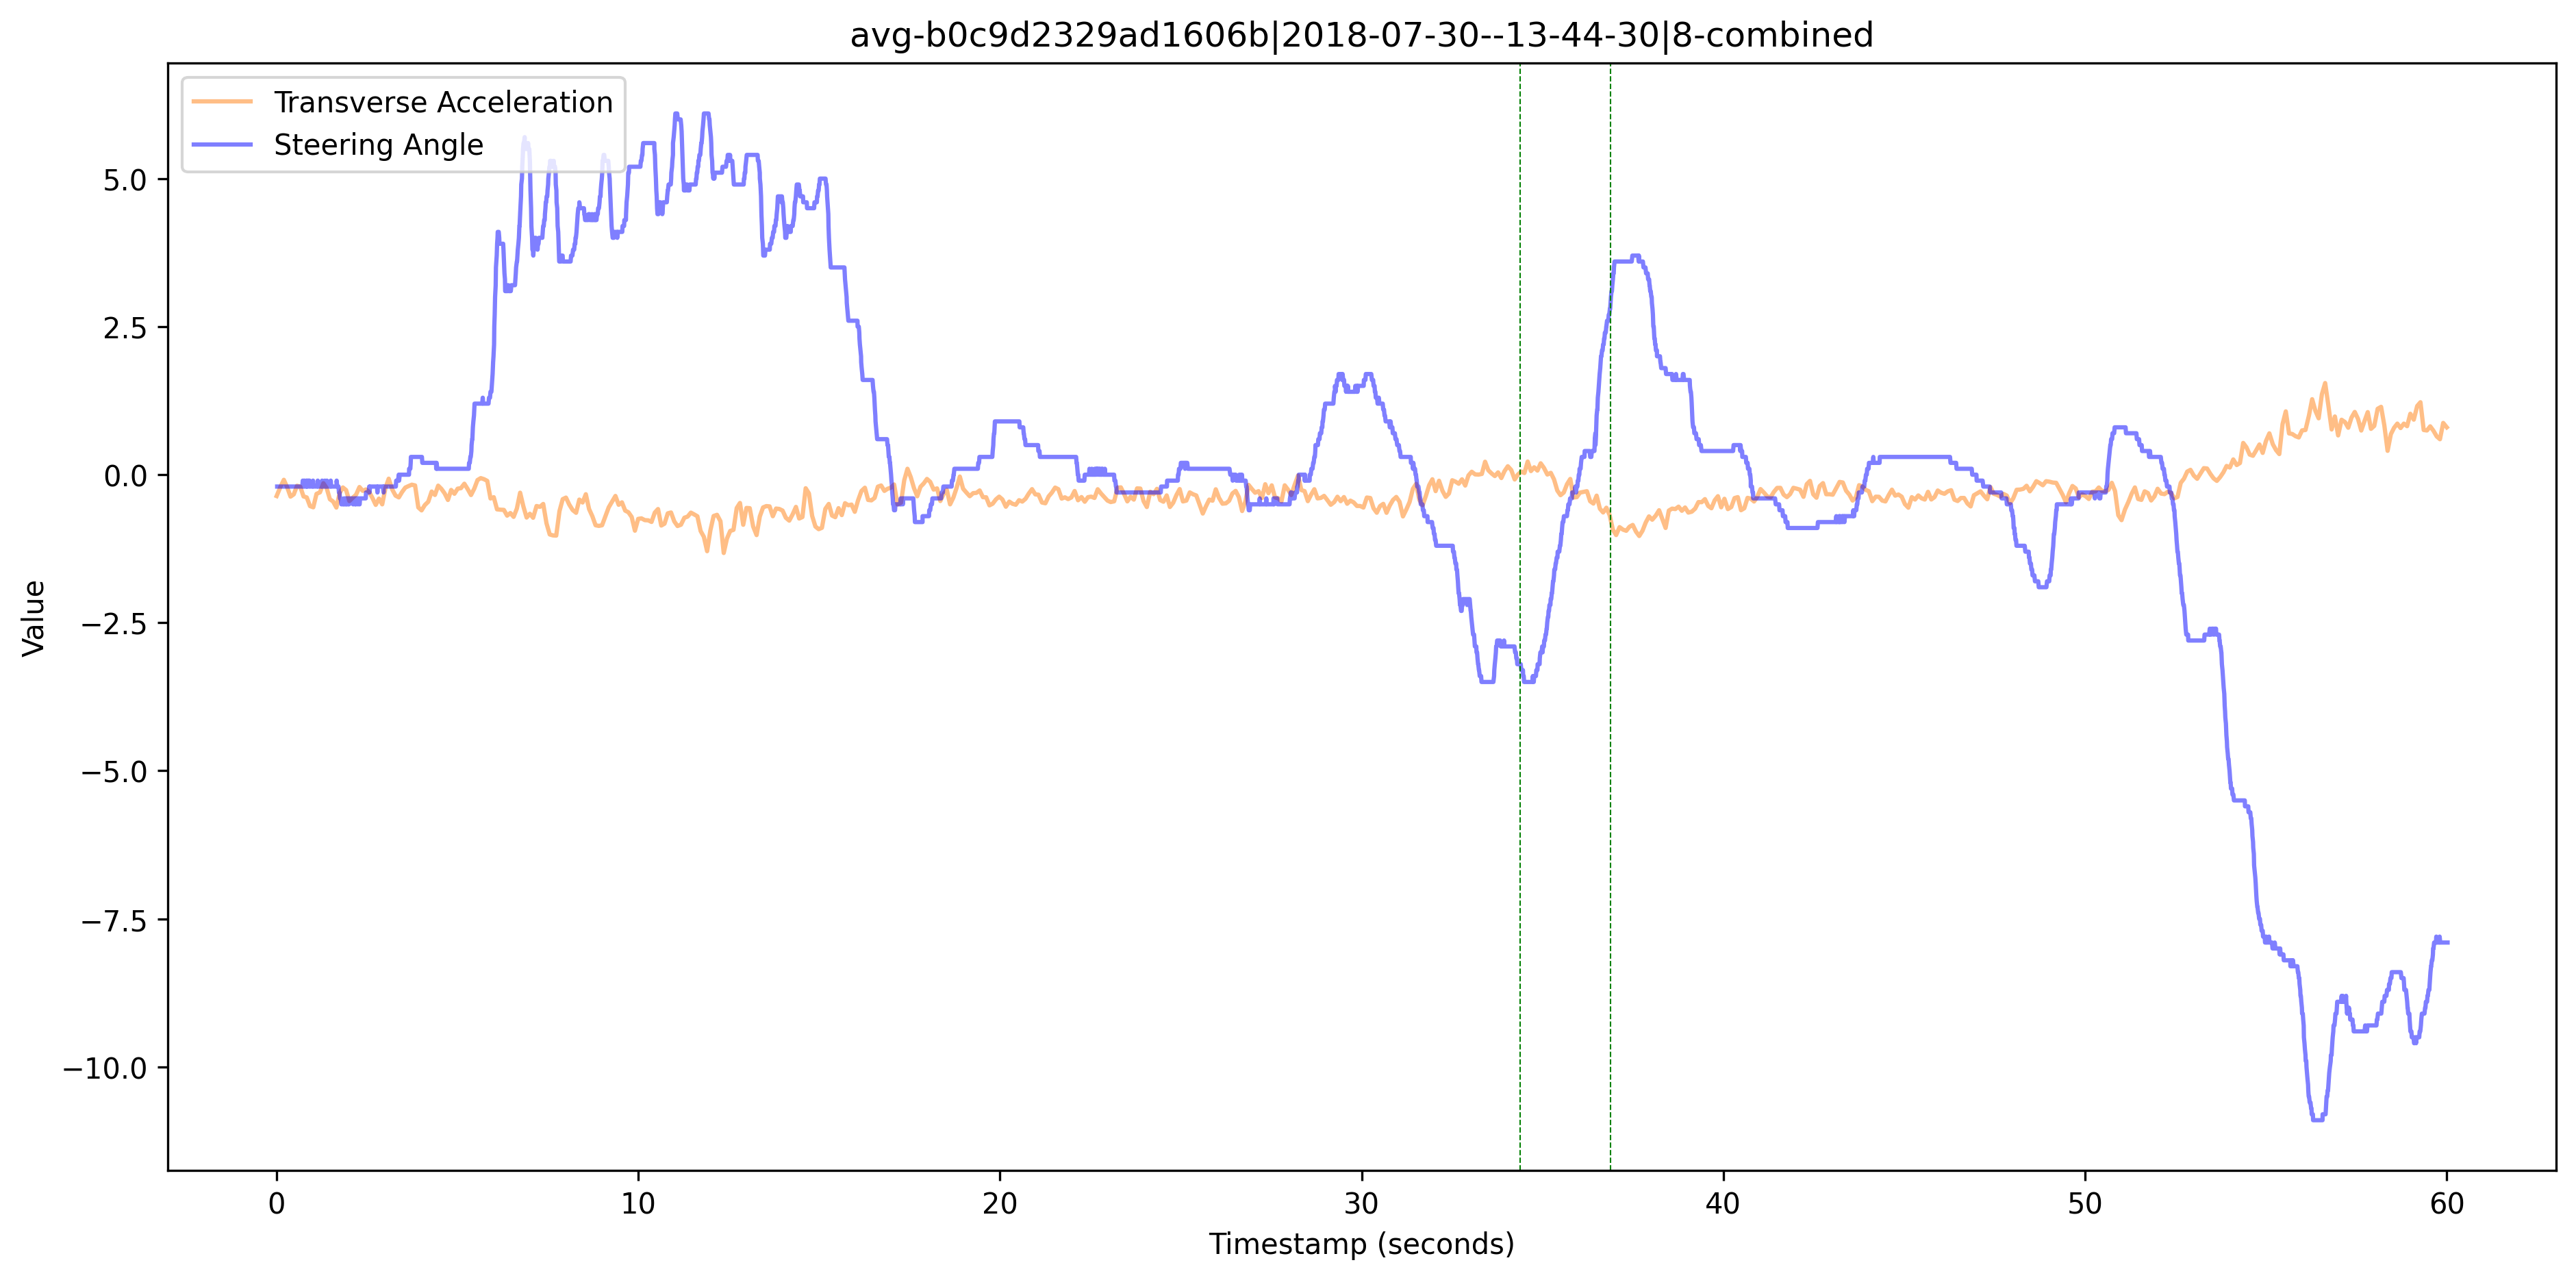 avg-b0c9d2329ad1606b|2018-07-30--13-44-30|8-combined
Transverse Acceleration
Steering Angle
5.0
2.5
0.0
−2.5
−5.0
−7.5
−10.0
Value
0 10 20 30 40 50 60
Timestamp (seconds)